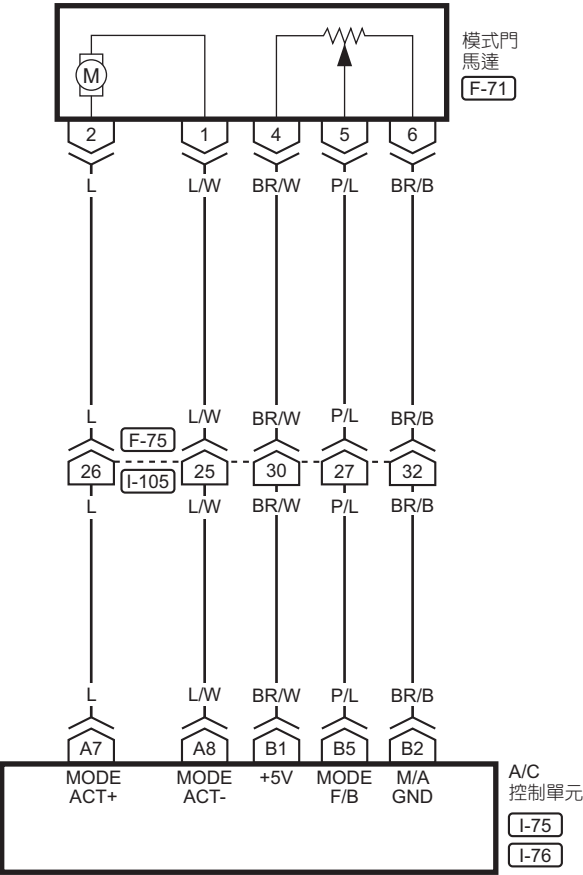 模式門
馬達
F-71
M
2 1 4 5 6
L L/W BR/W P/L BR/B
L L/W BR/W P/L BR/B
F-75
26 25 30 27 32
I-105
L L/W BR/W P/L BR/B
L L/W BR/W P/L BR/B
A7 A8 B1 B5 B2
MODE ACT+
MODE ACT-
+5V
MODE F/B
M/A GND
A/C
控制單元
I-75
I-76